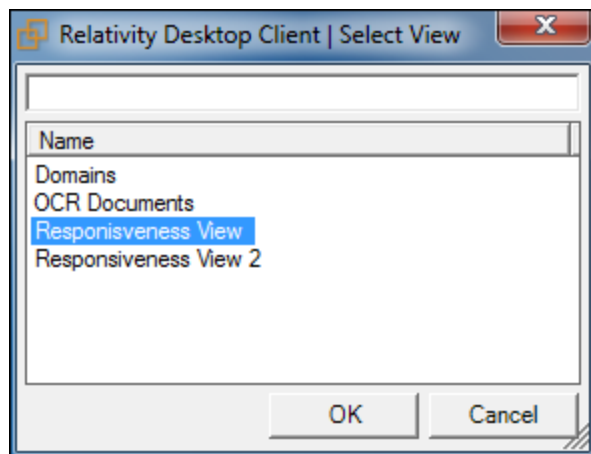 Relativity Desktop Client | Select View
Name
Domains
OCR Documents
Responisveness View
Responsiveness View 2
OK
Cancel